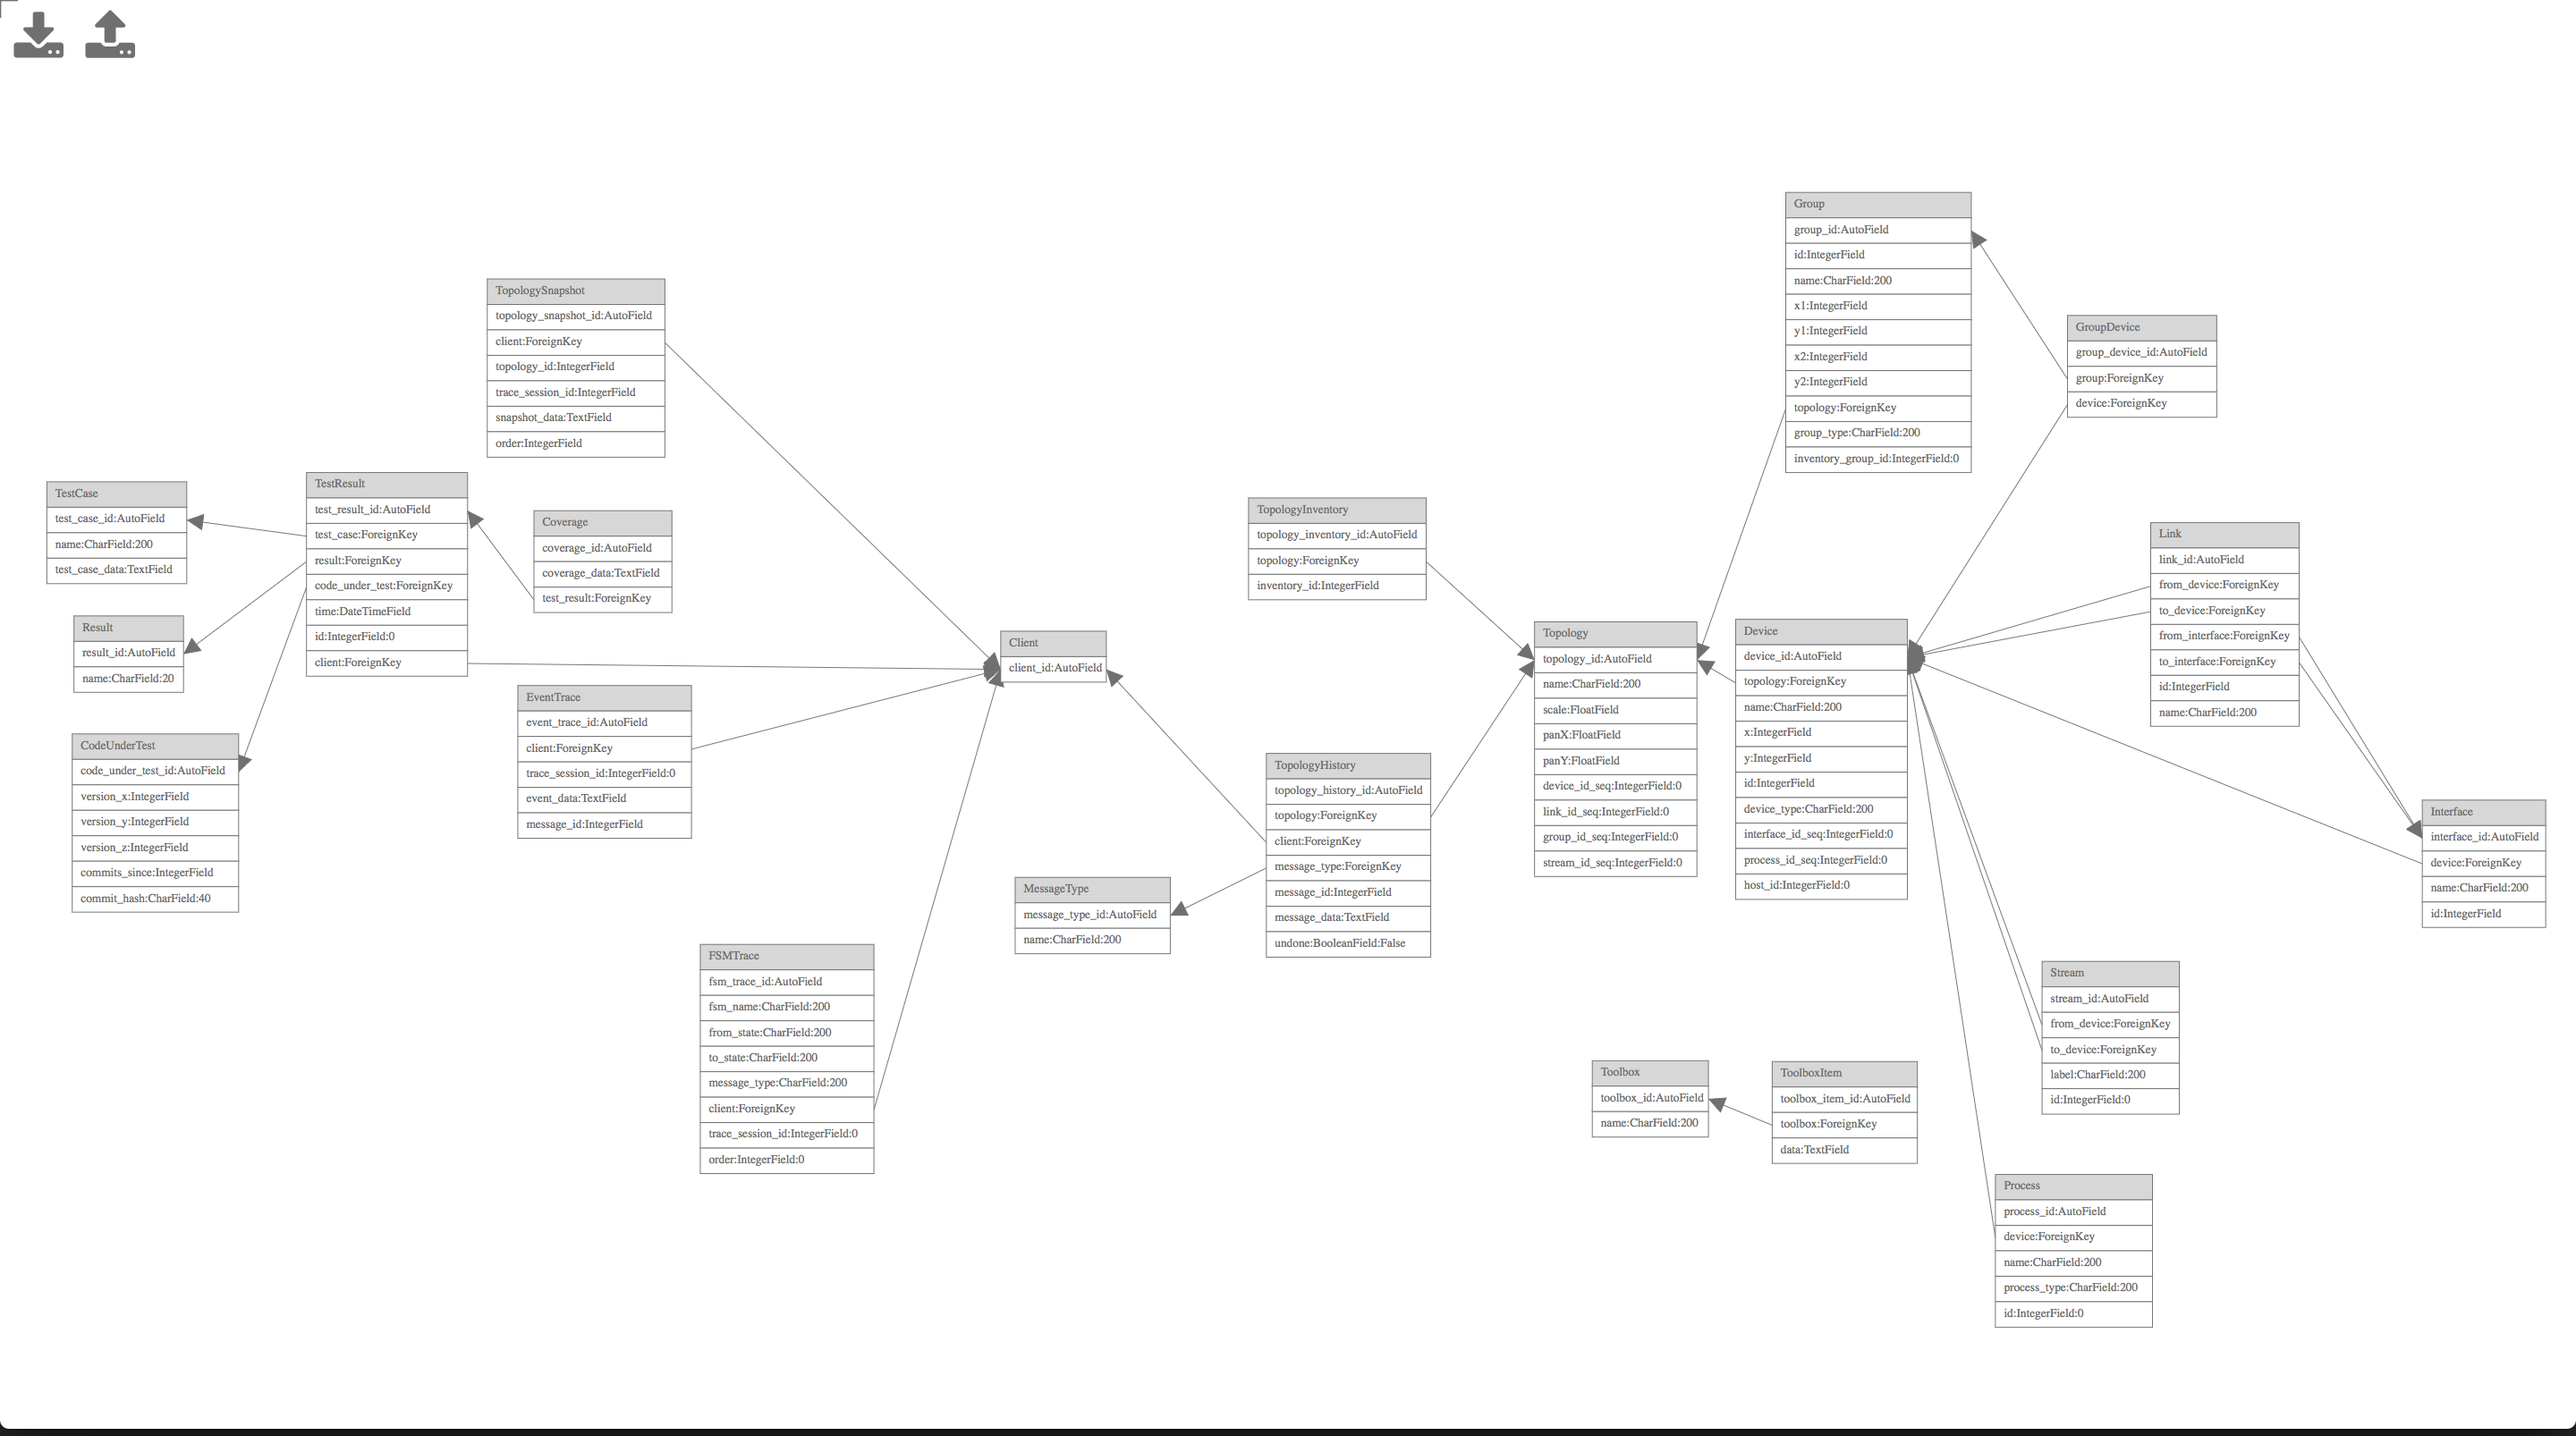 Group
group_id:AutoField
id:IntegerField
name:CharField:200
x1:IntegerField
y1:IntegerField
x2:IntegerField
y2:IntegerField
topology:ForeignKey
group_type:CharField:200
inventory_group_id:IntegerField:0
TopologySnapshot
topology_snapshot_id:AutoField
client:ForeignKey
topology_id:IntegerField
trace_session_id:IntegerField
snapshot_data:TextField
order:IntegerField
GroupDevice
group_device_id:AutoField
group:ForeignKey
device:ForeignKey
TestCase
test_case_id:AutoField
name:CharField:200
test_case_data:TextField
TestResult
test_result_id:AutoField
test_case:ForeignKey
result:ForeignKey
code_under_test:ForeignKey
time:DateTimeField
id:IntegerField:0
client:ForeignKey
Coverage
coverage_id:AutoField
coverage_data:TextField
test_result:ForeignKey
TopologyInventory
topology_inventory_id:AutoField
topology:ForeignKey
inventory_id:IntegerField
Link
link_id:AutoField
from_device:ForeignKey
to_device:ForeignKey
from_interface:ForeignKey
to_interface:ForeignKey
id:IntegerField
name:CharField:200
Result
result_id:AutoField
name:CharField:20
Client
client_id:AutoField
Topology
topology_id:AutoField
name:CharField:200
scale:FloatField
panX:FloatField
panY:FloatField
device_id_seq:IntegerField:0
link_id_seq:IntegerField:0
group_id_seq:IntegerField:0
stream_id_seq:IntegerField:0
Device
device_id:AutoField
topology:ForeignKey
name:CharField:200
x:IntegerField
y:IntegerField
id:IntegerField
device_type:CharField:200
interface_id_seq:IntegerField:0
process_id_seq:IntegerField:0
host_id:IntegerField:0
EventTrace
event_trace_id:AutoField
client:ForeignKey
trace_session_id:IntegerField:0
event_data:TextField
message_id:IntegerField
CodeUnderTest
code_under_test_id:AutoField
version_x:IntegerField
version_y:IntegerField
version_z:IntegerField
commits_since:IntegerField
commit_hash:CharField:40
TopologyHistory
topology_history_id:AutoField
topology:ForeignKey
client:ForeignKey
message_type:ForeignKey
message_id:IntegerField
message_data:TextField
undone:BooleanField:False
Interface
interface_id:AutoField
device:ForeignKey
name:CharField:200
id:IntegerField
MessageType
message_type_id:AutoField
name:CharField:200
FSMTrace
fsm_trace_id:AutoField
fsm_name:CharField:200
from_state:CharField:200
to_state:CharField:200
message_type:CharField:200
client:ForeignKey
trace_session_id:IntegerField:0
order:IntegerField:0
Stream
stream_id:AutoField
from_device:ForeignKey
to_device:ForeignKey
label:CharField:200
id:IntegerField:0
Toolbox
toolbox_id:AutoField
name:CharField:200
ToolboxItem
toolbox_item_id:AutoField
toolbox:ForeignKey
data:TextField
Process
process_id:AutoField
device:ForeignKey
name:CharField:200
process_type:CharField:200
id:IntegerField:0